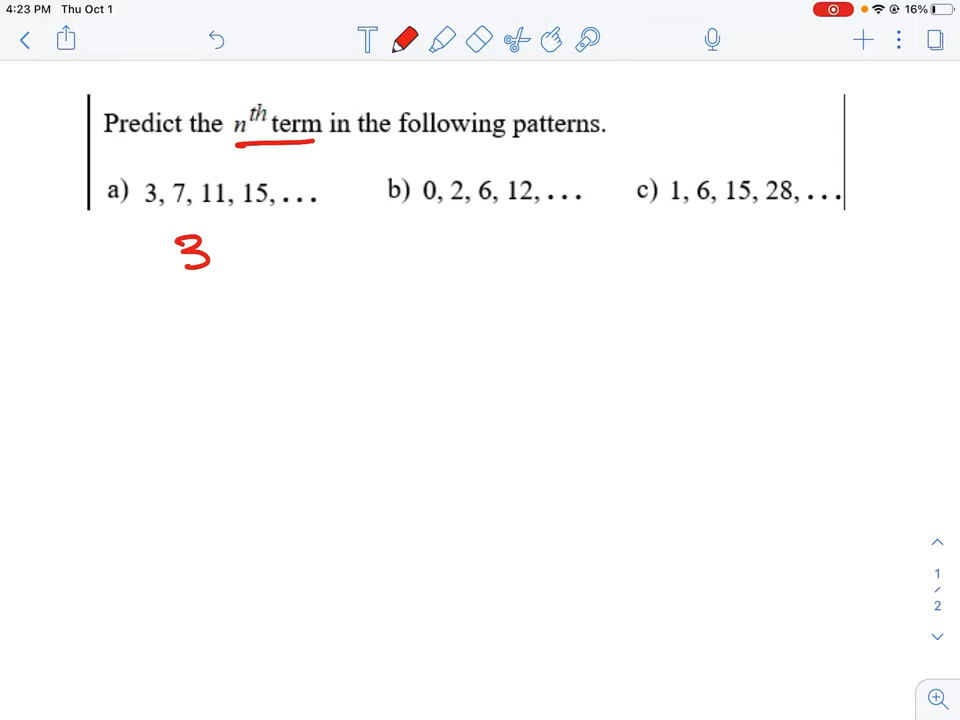 4:23 PM Thu Oct 1 16%
T
Predict the nth term in the following patterns.
a) 3, 7, 11, 15, ... b) 0, 2, 6, 12, ... c) 1, 6, 15, 28, ...
3
1
/
2